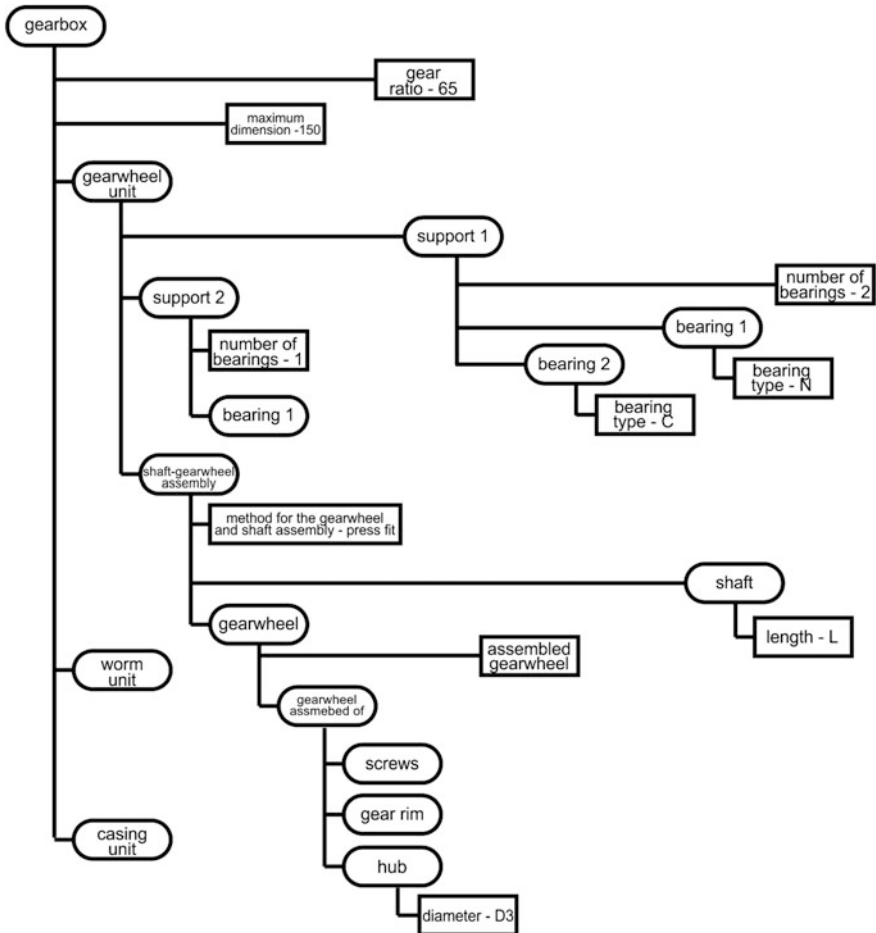 gearbox
gear
ratio - 65
maximum
dimension -150
gearwheel
unit
support 1
number of
bearings - 2
support 2
bearing 1
number of
bearings - 1
bearing 2
bearing
type - N
bearing 1
bearing
type - C
shaft-gearwheel
assembly
method for the gearwheel
and shaft assembly - press fit
shaft
gearwheel
length - L
assembled
gearwheel
worm
unit
gearwheel
assmebed of
screws
gear rim
casing
unit
hub
diameter - D3